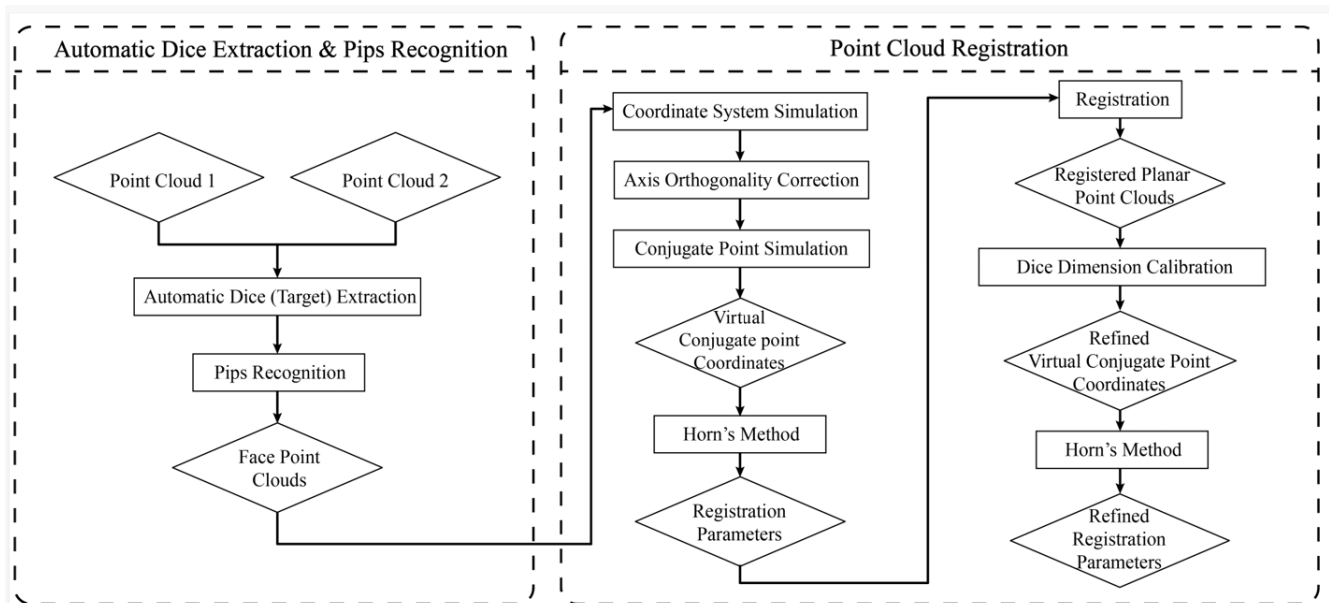 Automatic Dice Extraction & Pips Recognition
Point Cloud 1
Point Cloud 2
Automatic Dice (Target) Extraction
Pips Recognition
Face Point
Clouds
Point Cloud Registration
Coordinate System Simulation
Axis Orthogonality Correction
Conjugate Point Simulation
Virtual
Conjugate point
Coordinates
Horn's Method
Registration
Parameters
Registration
Registered Planar
Point Clouds
Dice Dimension Calibration
Refined
Virtual Conjugate Point
Coordinates
Horn's Method
Refined
Registration
Parameters